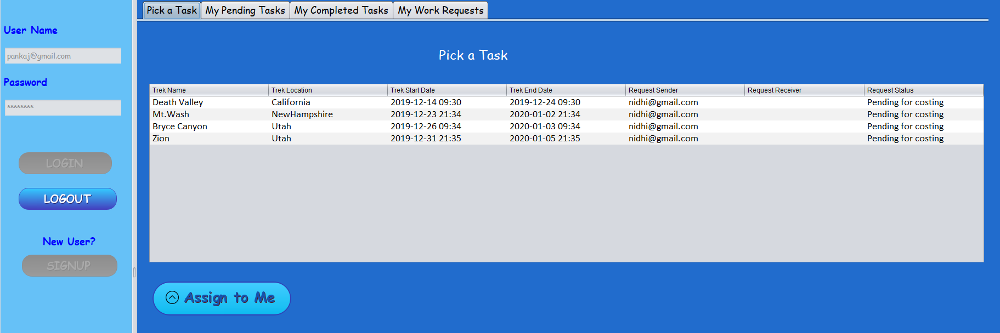 Pick a Task My Pending Tasks My Completed Tasks My Work Requests
User Name
pankaj@gmail.com
Password
********
LOGIN
LOGOUT
New User?
SIGNUP
Pick a Task
Trek Name Trek Location Trek Start Date Trek End Date Request Sender Request Receiver Request Status
Death Valley California 2019-12-14 09:30 2019-12-24 09:30 nidhi@gmail.com Pending for costing
Mt.Wash NewHampshire 2019-12-23 21:34 2020-01-02 21:34 nidhi@gmail.com Pending for costing
Bryce Canyon Utah 2019-12-26 09:34 2020-01-03 09:34 nidhi@gmail.com Pending for costing
Zion Utah 2019-12-31 21:35 2020-01-05 21:35 nidhi@gmail.com Pending for costing
Assign to Me